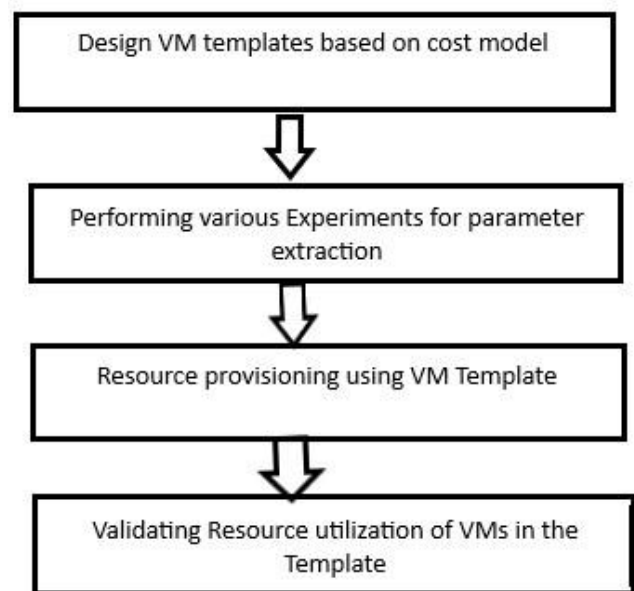 Design VM templates based on cost model
Performing various Experiments for parameter
extraction
Resource provisioning using VM Template
Validating Resource utilization of VMs in the
Template